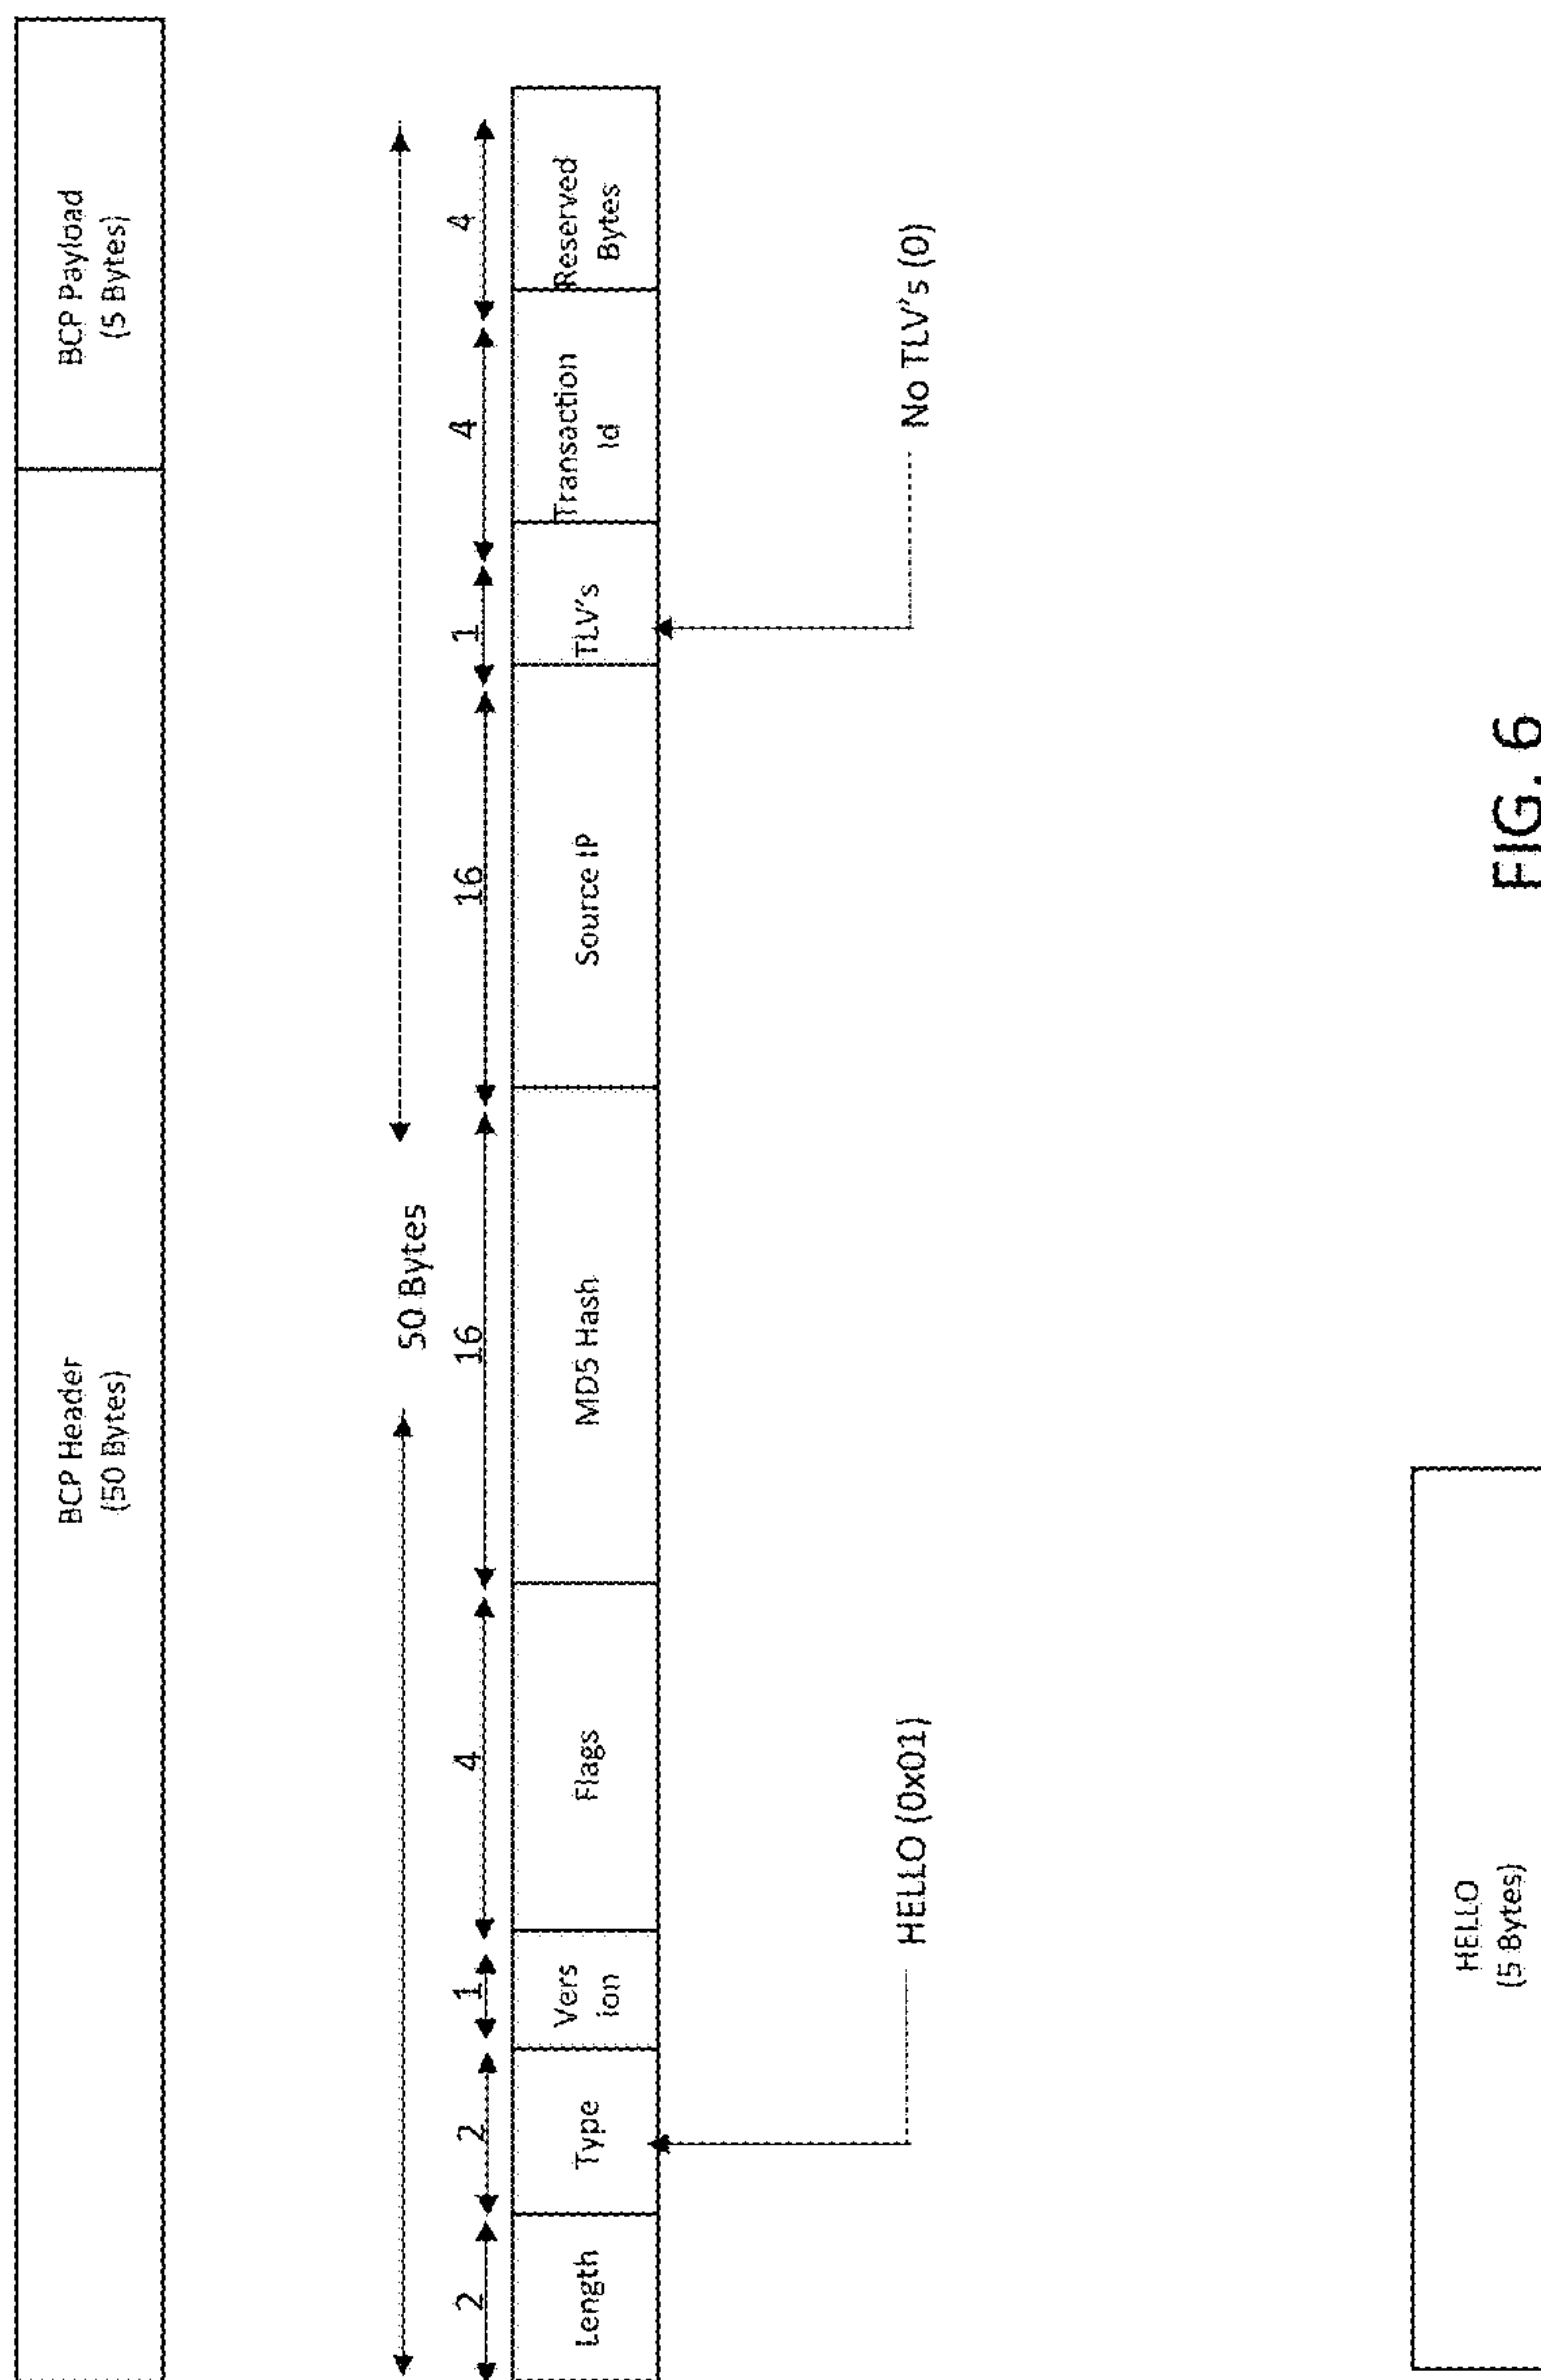 BCP Header
(50 Bytes)
BCP Payload
(5 Bytes)
50 Bytes
2
2
1
4
16
16
1
4
4
Length
Type
Vers
ion
Flags
MD5 Hash
Source IP
TLV's
Transaction
Id
Reserved
Bytes
HELLO (0x01)
No TLV's (0)
HELLO
(5 Bytes)
FIG. 6